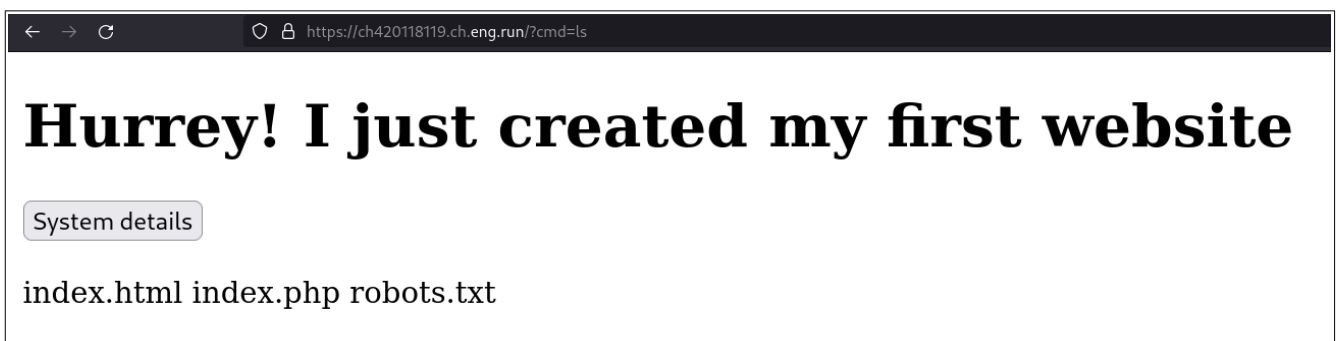 https://ch420118119.ch.eng.run/?cmd=ls
Hurrey! I just created my first website
System details
index.html index.php robots.txt